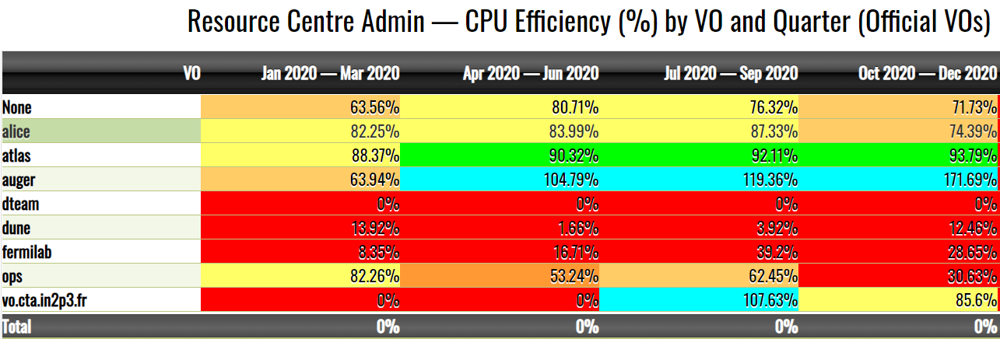 Resource Centre Admin — CPU Efficiency (%) by VO and Quarter (Official VOs)
VO Jan 2020 — Mar 2020 Apr 2020 — Jun 2020 Jul 2020 — Sep 2020 Oct 2020 — Dec 2020
None 63.56% 80.71% 76.32% 71.73%
alice 82.25% 83.99% 87.33% 74.39%
atlas 88.37% 90.32% 92.11% 93.79%
auger 63.94% 104.79% 119.36% 171.69%
dteam 0% 0% 0% 0%
dune 13.92% 1.66% 3.92% 12.46%
fermilab 8.35% 16.71% 39.2% 28.65%
ops 82.26% 53.24% 62.45% 30.63%
vo.cta.in2p3.fr 0% 0% 107.63% 85.6%
Total 0% 0% 0% 0%